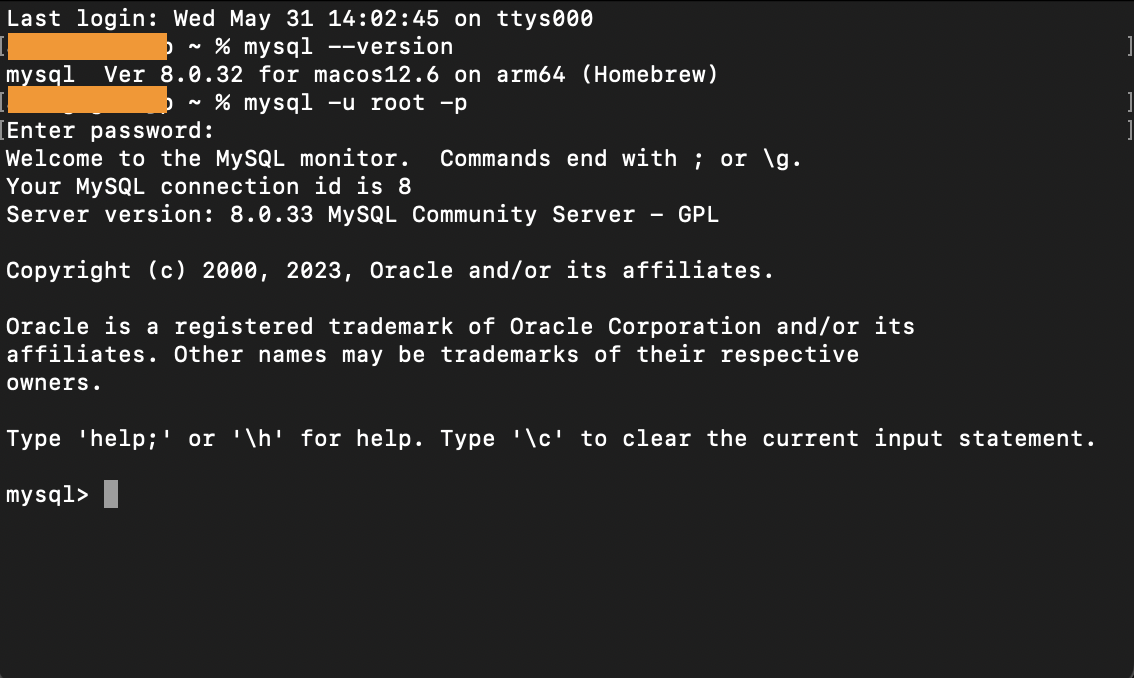 Last login: Wed May 31 14:02:45 on ttys000
~ % mysql --version
mysql  Ver 8.0.32 for macos12.6 on arm64 (Homebrew)
~ % mysql -u root -p
Enter password:
Welcome to the MySQL monitor.  Commands end with ; or \g.
Your MySQL connection id is 8
Server version: 8.0.33 MySQL Community Server - GPL

Copyright (c) 2000, 2023, Oracle and/or its affiliates.

Oracle is a registered trademark of Oracle Corporation and/or its
affiliates. Other names may be trademarks of their respective
owners.

Type 'help;' or '\h' for help. Type '\c' to clear the current input statement.

mysql>